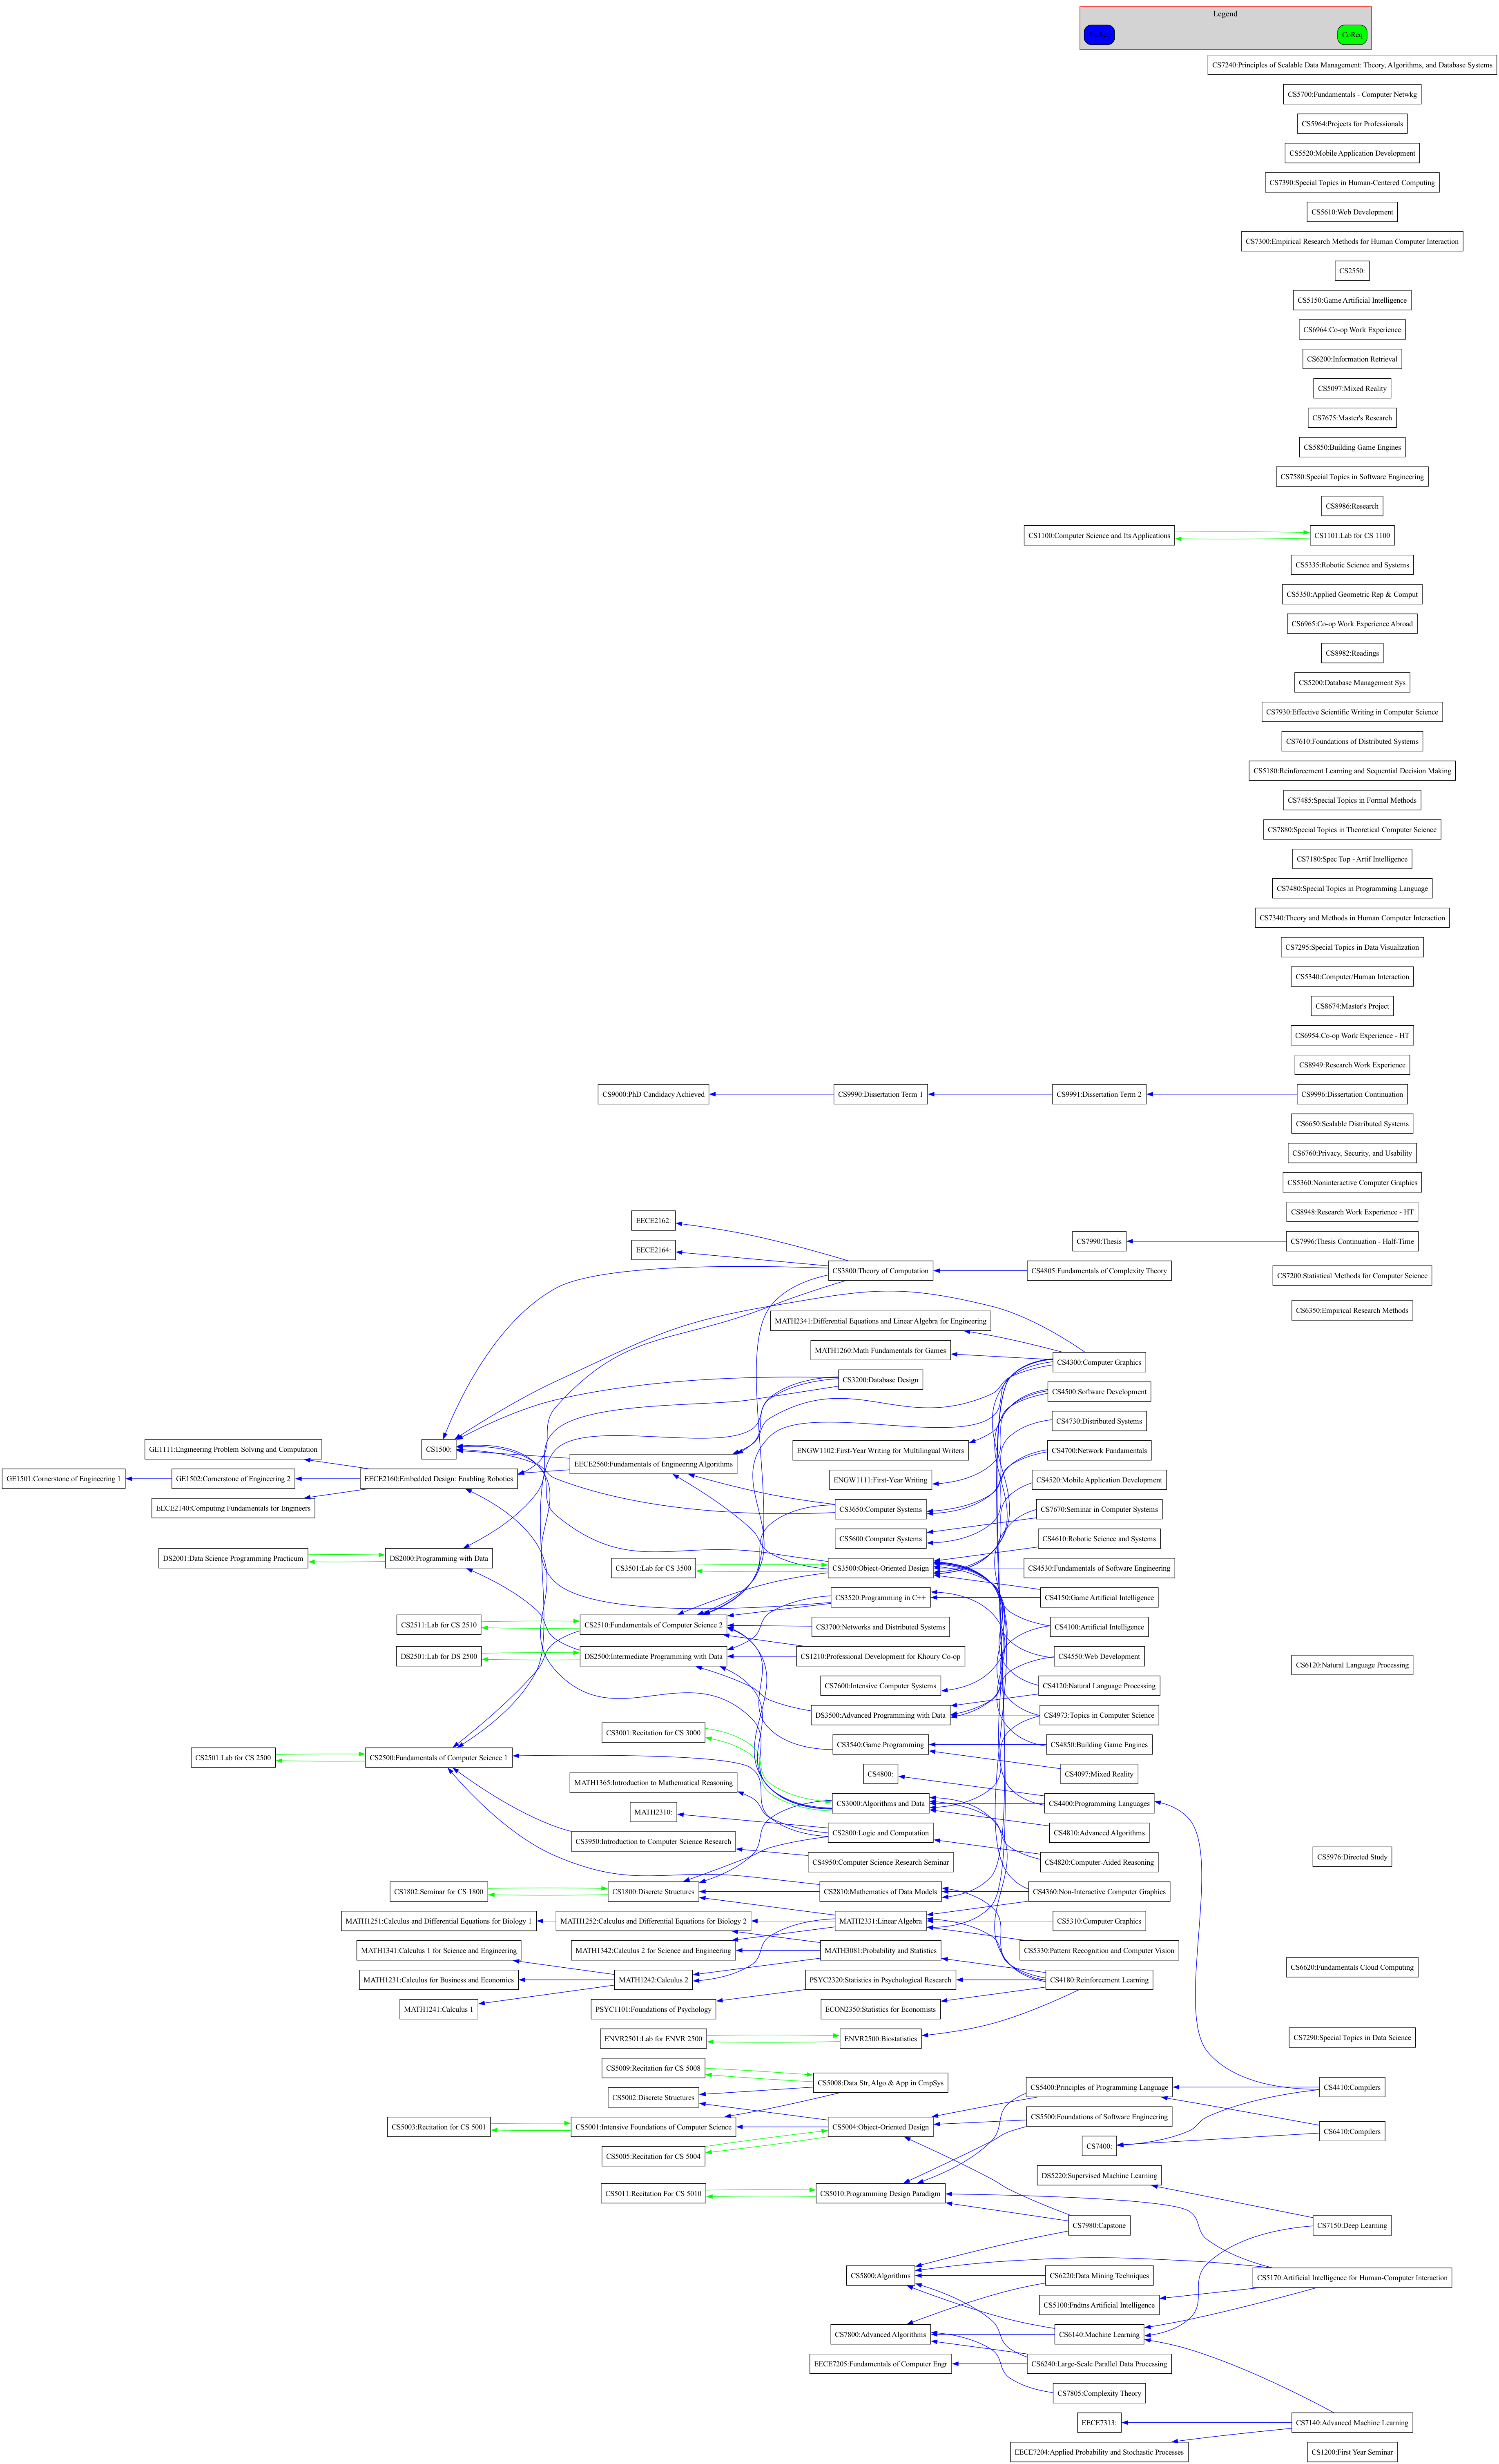 Legend
PreReq
CoReq
CS7240:Principles of Scalable Data Management: Theory, Algorithms, and Database Systems
CS5700:Fundamentals - Computer Netwkg
CS5964:Projects for Professionals
CS5520:Mobile Application Development
CS7390:Special Topics in Human-Centered Computing
CS5610:Web Development
CS7300:Empirical Research Methods for Human Computer Interaction
CS2550:
CS5150:Game Artificial Intelligence
CS6964:Co-op Work Experience
CS6200:Information Retrieval
CS5097:Mixed Reality
CS7675:Master's Research
CS5850:Building Game Engines
CS7580:Special Topics in Software Engineering
CS8986:Research
CS1100:Computer Science and Its Applications
CS1101:Lab for CS 1100
CS5335:Robotic Science and Systems
CS5350:Applied Geometric Rep & Comput
CS6965:Co-op Work Experience Abroad
CS8982:Readings
CS5200:Database Management Sys
CS7930:Effective Scientific Writing in Computer Science
CS7610:Foundations of Distributed Systems
CS5180:Reinforcement Learning and Sequential Decision Making
CS7485:Special Topics in Formal Methods
CS7880:Special Topics in Theoretical Computer Science
CS7180:Spec Top - Artif Intelligence
CS7480:Special Topics in Programming Language
CS7340:Theory and Methods in Human Computer Interaction
CS7295:Special Topics in Data Visualization
CS5340:Computer/Human Interaction
CS8674:Master's Project
CS6954:Co-op Work Experience - HT
CS8949:Research Work Experience
CS9000:PhD Candidacy Achieved
CS9990:Dissertation Term 1
CS9991:Dissertation Term 2
CS9996:Dissertation Continuation
CS6650:Scalable Distributed Systems
CS6760:Privacy, Security, and Usability
CS5360:Noninteractive Computer Graphics
CS8948:Research Work Experience - HT
EECE2162:
CS7990:Thesis
CS7996:Thesis Continuation - Half-Time
EECE2164:
CS3800:Theory of Computation
CS4805:Fundamentals of Complexity Theory
CS7200:Statistical Methods for Computer Science
CS6350:Empirical Research Methods
MATH2341:Differential Equations and Linear Algebra for Engineering
MATH1260:Math Fundamentals for Games
CS4300:Computer Graphics
CS3200:Database Design
CS4500:Software Development
CS4730:Distributed Systems
GE1111:Engineering Problem Solving and Computation
CS1500:
ENGW1102:First-Year Writing for Multilingual Writers
CS4700:Network Fundamentals
EECE2560:Fundamentals of Engineering Algorithms
GE1501:Cornerstone of Engineering 1
GE1502:Cornerstone of Engineering 2
EECE2160:Embedded Design: Enabling Robotics
ENGW1111:First-Year Writing
CS4520:Mobile Application Development
EECE2140:Computing Fundamentals for Engineers
CS3650:Computer Systems
CS7670:Seminar in Computer Systems
CS5600:Computer Systems
CS4610:Robotic Science and Systems
DS2001:Data Science Programming Practicum
DS2000:Programming with Data
CS3501:Lab for CS 3500
CS3500:Object-Oriented Design
CS4530:Fundamentals of Software Engineering
CS3520:Programming in C++
CS4150:Game Artificial Intelligence
CS2511:Lab for CS 2510
CS2510:Fundamentals of Computer Science 2
CS3700:Networks and Distributed Systems
CS4100:Artificial Intelligence
DS2501:Lab for DS 2500
DS2500:Intermediate Programming with Data
CS1210:Professional Development for Khoury Co-op
CS4550:Web Development
CS6120:Natural Language Processing
CS7600:Intensive Computer Systems
CS4120:Natural Language Processing
DS3500:Advanced Programming with Data
CS4973:Topics in Computer Science
CS3001:Recitation for CS 3000
CS3540:Game Programming
CS4850:Building Game Engines
CS2501:Lab for CS 2500
CS2500:Fundamentals of Computer Science 1
CS4800:
CS4097:Mixed Reality
MATH1365:Introduction to Mathematical Reasoning
CS3000:Algorithms and Data
CS4400:Programming Languages
MATH2310:
CS2800:Logic and Computation
CS4810:Advanced Algorithms
CS3950:Introduction to Computer Science Research
CS5976:Directed Study
CS4950:Computer Science Research Seminar
CS4820:Computer-Aided Reasoning
CS1802:Seminar for CS 1800
CS1800:Discrete Structures
CS2810:Mathematics of Data Models
CS4360:Non-Interactive Computer Graphics
MATH1251:Calculus and Differential Equations for Biology 1
MATH1252:Calculus and Differential Equations for Biology 2
MATH2331:Linear Algebra
CS5310:Computer Graphics
MATH1341:Calculus 1 for Science and Engineering
MATH1342:Calculus 2 for Science and Engineering
MATH3081:Probability and Statistics
CS5330:Pattern Recognition and Computer Vision
CS6620:Fundamentals Cloud Computing
MATH1231:Calculus for Business and Economics
MATH1242:Calculus 2
PSYC2320:Statistics in Psychological Research
CS4180:Reinforcement Learning
MATH1241:Calculus 1
PSYC1101:Foundations of Psychology
ECON2350:Statistics for Economists
ENVR2501:Lab for ENVR 2500
ENVR2500:Biostatistics
CS7290:Special Topics in Data Science
CS5009:Recitation for CS 5008
CS5008:Data Str, Algo & App in CmpSys
CS5002:Discrete Structures
CS5400:Principles of Programming Language
CS4410:Compilers
CS5003:Recitation for CS 5001
CS5001:Intensive Foundations of Computer Science
CS5004:Object-Oriented Design
CS5500:Foundations of Software Engineering
CS6410:Compilers
CS5005:Recitation for CS 5004
CS7400:
DS5220:Supervised Machine Learning
CS5011:Recitation For CS 5010
CS5010:Programming Design Paradigm
CS7980:Capstone
CS7150:Deep Learning
CS5800:Algorithms
CS6220:Data Mining Techniques
CS5170:Artificial Intelligence for Human-Computer Interaction
CS5100:Fndtns Artificial Intelligence
CS7800:Advanced Algorithms
CS6140:Machine Learning
EECE7205:Fundamentals of Computer Engr
CS6240:Large-Scale Parallel Data Processing
CS7805:Complexity Theory
EECE7313:
CS7140:Advanced Machine Learning
EECE7204:Applied Probability and Stochastic Processes
CS1200:First Year Seminar